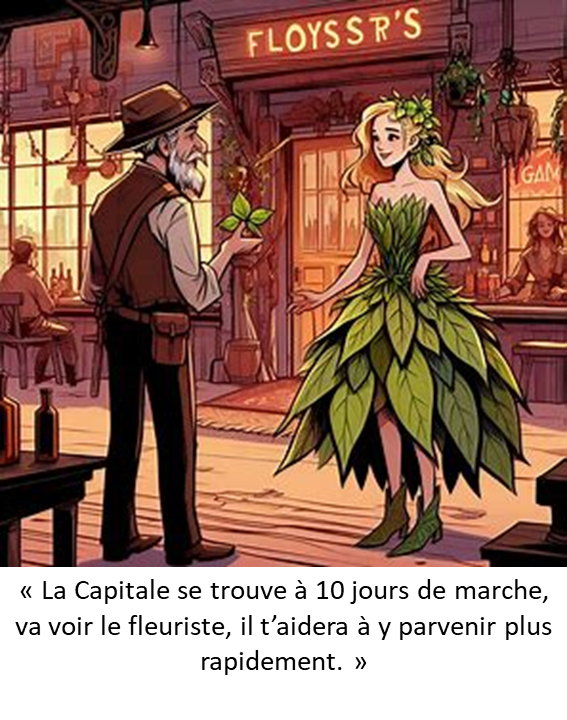 FLOYSSR'S
GAM
« La Capitale se trouve à 10 jours de marche,
va voir le fleuriste, il t’aidera à y parvenir plus
rapidement. »